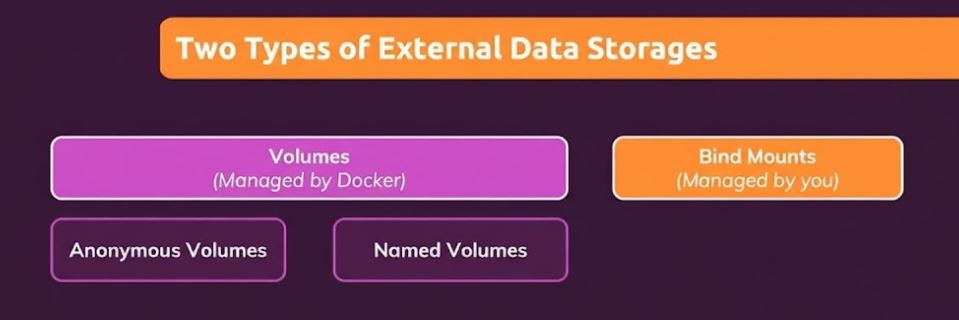 Two Types of External Data Storages
Volumes
(Managed by Docker)
Bind Mounts
(Managed by you)
Anonymous Volumes
Named Volumes